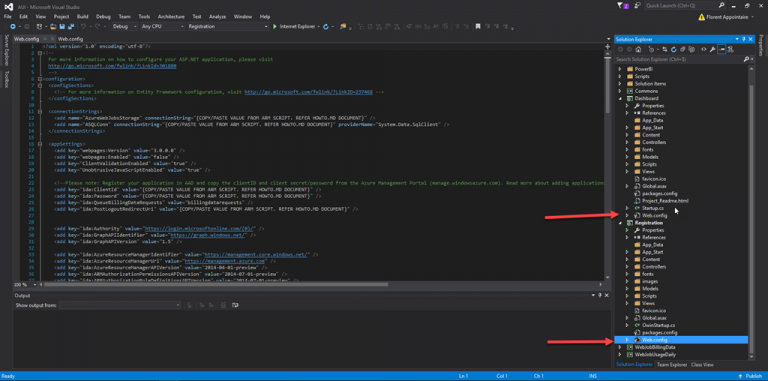 AUI - Microsoft Visual Studio
Quick Launch (Ctrl+Q)
File Edit View Project Build Debug Team Tools Architecture Test Analyze Window Help
Florent Appointaire
Debug Any CPU Registration Internet Explorer
Server Explorer
Toolbox
Web.config Web.config
<?xml version="1.0" encoding="utf-8"?>
<!--
For more information on how to configure your ASP.NET application, please visit
http://go.microsoft.com/fwlink/?LinkId=301880
-->
<configuration>
<configSections>
<!-- For more information on Entity Framework configuration, visit http://go.microsoft.com/fwlink/?LinkID=237468 -->
</configSections>
<connectionStrings>
<add name="AzureWebJobsStorage" connectionString="[COPY/PASTE VALUE FROM ARM SCRIPT. REFER HOWTO.MD DOCUMENT]" />
<add name="ASQLConn" connectionString="[COPY/PASTE VALUE FROM ARM SCRIPT. REFER HOWTO.MD DOCUMENT]" providerName="System.Data.SqlClient" />
</connectionStrings>
<appSettings>
<add key="webpages:Version" value="3.0.0.0" />
<add key="webpages:Enabled" value="false" />
<add key="ClientValidationEnabled" value="true" />
<add key="UnobtrusiveJavaScriptEnabled" value="true" />
<!--Please note: Register your application in AAD and copy the clientID and client secret/password from the Azure Management Portal (manage.windowsazure.com). Read more about adding application
<add key="ida:ClientId" value="[COPY/PASTE VALUE FROM ARM SCRIPT. REFER HOWTO.MD DOCUMENT]" />
<add key="ida:Password" value="[COPY/PASTE VALUE FROM ARM SCRIPT. REFER HOWTO.MD DOCUMENT]" />
<add key="ida:QueueBillingDataRequests" value="billingdatarequests" />
<add key="ida:PostLogoutRedirectUri" value="[COPY/PASTE VALUE FROM ARM SCRIPT. REFER HOWTO.MD DOCUMENT]" />
<add key="ida:Authority" value="https://login.microsoftonline.com/{0}/" />
<add key="ida:GraphAPIIdentifier" value="https://graph.windows.net/" />
<add key="ida:GraphAPIVersion" value="1.5" />
<add key="ida:AzureResourceManagerIdentifier" value="https://management.core.windows.net/" />
<add key="ida:AzureResourceManagerUrl" value="https://management.azure.com" />
<add key="ida:AzureResourceManagerAPIVersion" value="2014-04-01-preview" />
<add key="ida:ARMAuthorizationPermissionsAPIVersion" value="2014-07-01-preview" />
100 %
Output
Show output from:
Solution Explorer
Search Solution Explorer (Ctrl+;)
PowerBI
Scripts
Solution Items
Commons
Dashboard
Properties
References
App_Data
App_Start
Content
Controllers
fonts
Models
Scripts
Views
favicon.ico
Global.asax
packages.config
Project_Readme.html
Startup.cs
Web.config
Registration
Properties
References
App_Data
App_Start
Content
Controllers
fonts
images
Models
Scripts
Views
favicon.ico
Global.asax
OwinStartup.cs
packages.config
Web.config
WebJobBillingData
WebJobUsageDaily
Solution Explorer Team Explorer Class View
Properties
Ready Ln 1 Col 1 Ch 1 INS Publish